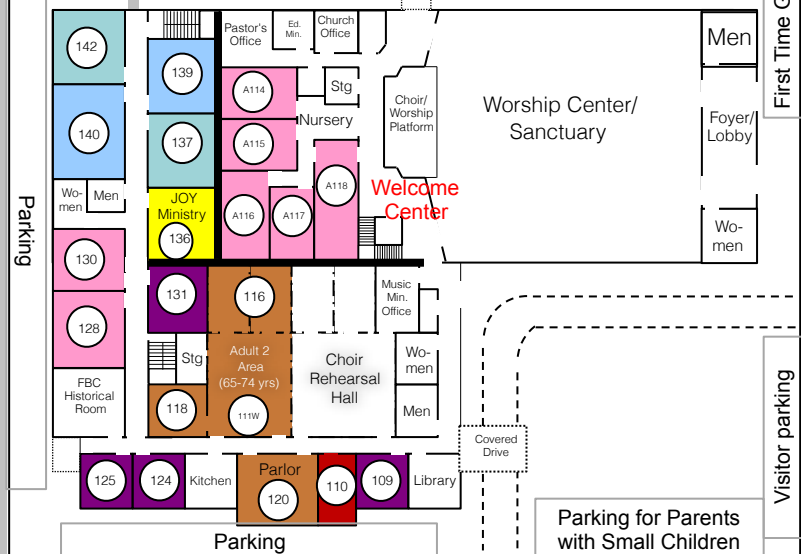 142
139
Pastor's
Office
Ed.
Min.
Church
Office
Men
First Time G
A114
Stg
140
137
A115
Nursery
Choir/
Worship
Platform
Worship Center/
Sanctuary
Foyer/
Lobby
Wo-
men
Men
JOY
Ministry
136
A116
A117
A118
Welcome
Center
Wo-
men
Parking
130
131
116
Music
Min.
Office
128
Stg
Adult 2
Area
(65-74 yrs)
Choir
Rehearsal
Hall
Wo-
men
FBC
Historical
Room
118
111W
Men
Visitor parking
Covered
Drive
125
124
Kitchen
Parlor
120
110
109
Library
Parking
Parking for Parents
with Small Children